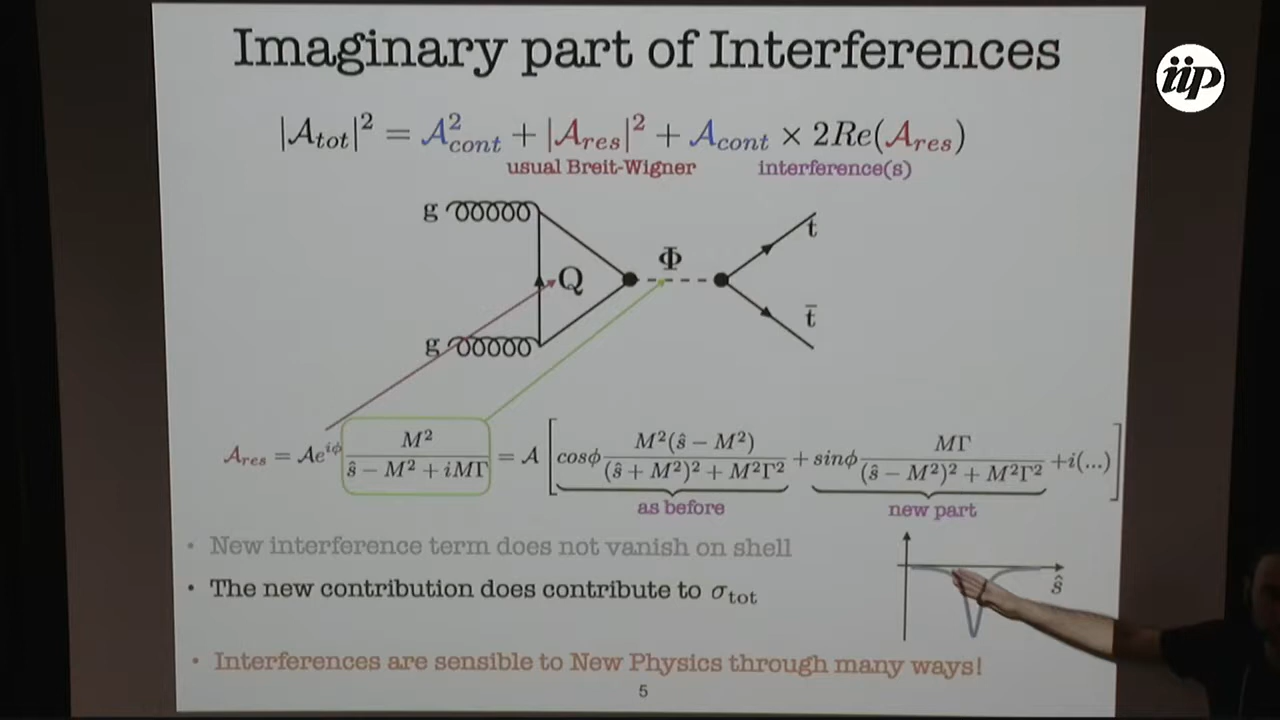 Imaginary part of Interferences
iip
|A_tot|² = A²_cont + |A_res|² + A_cont × 2Re(A_res)
usual Breit-Wigner interference(s)
g
t
Φ
Q
t̄
g
A_res = Ae^{iϕ} M² / (ŝ − M² + iMΓ) = A [ cosϕ M²(ŝ − M²) / ((ŝ + M²)² + M²Γ²) + sinϕ MΓ / ((ŝ − M²)² + M²Γ²) +i(...) ]
as before new part
• New interference term does not vanish on shell
• The new contribution does contribute to σ_tot
ŝ
• Interferences are sensible to New Physics through many ways!
5